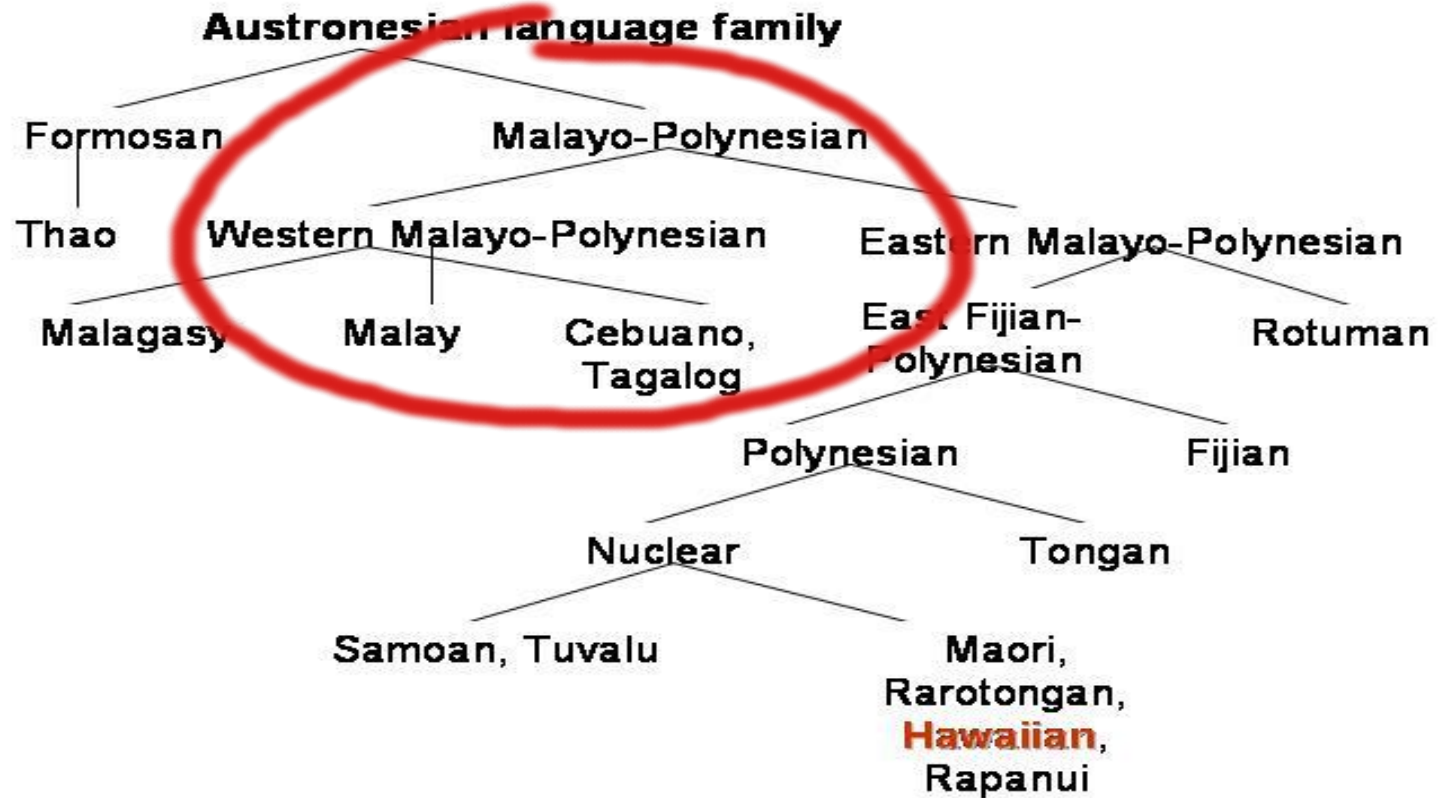 Austronesian language family
Formosan Malayo-Polynesian
Thao Western Malayo-Polynesian Eastern Malayo-Polynesian
Malagasy Malay Cebuano, Tagalog East Fijian-Polynesian Rotuman
Polynesian Fijian
Nuclear Tongan
Samoan, Tuvalu Maori,
Rarotongan,
Hawaiian,
Rapanui